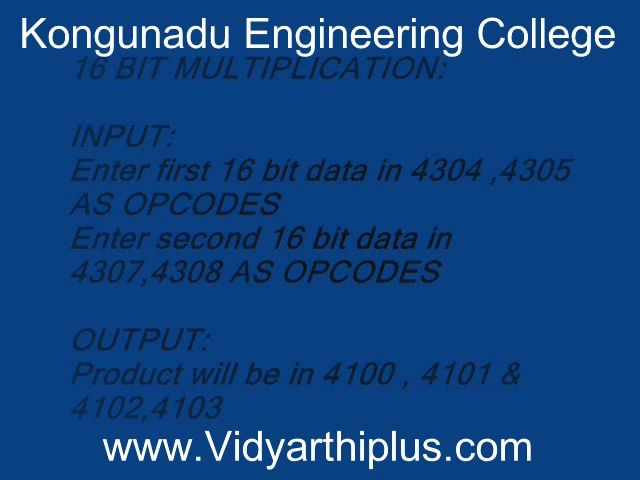 Kongunadu Engineering College
16 BIT MULTIPLICATION:
INPUT:
Enter first 16 bit data in 4304 ,4305
AS OPCODES
Enter second 16 bit data in
4307,4308 AS OPCODES
OUTPUT:
Product will be in 4100 , 4101 &
4102,4103
www.Vidyarthiplus.com